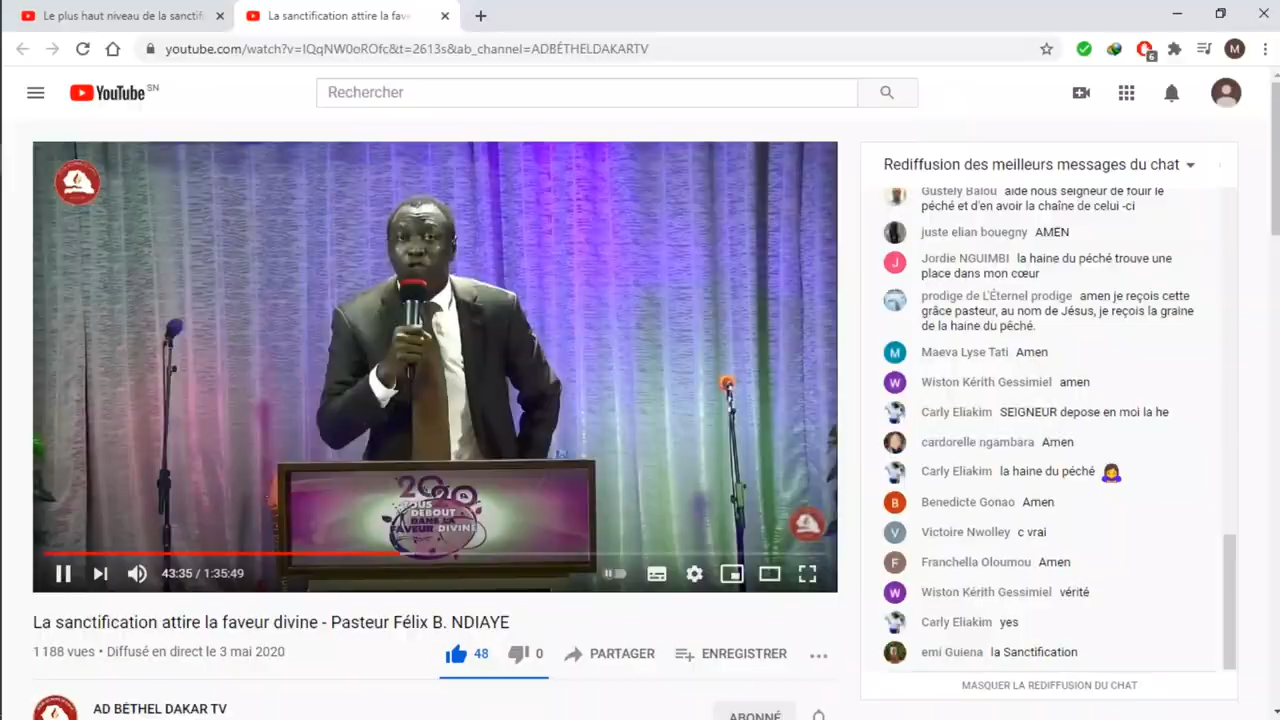 Le plus haut niveau de la sanctif
La sanctification attire la fave
youtube.com/watch?v=IQqNW0oROfc&t=2613s&ab_channel=ADBÉTHELDAKARTV
6
M
YouTube SN
Rechercher
Rediffusion des meilleurs messages du chat
Gustely Balou aide nous seigneur de fouir le
péché et d'en avoir la chaîne de celui -ci
juste elian bouegny AMEN
J Jordie NGUIMBI la haine du péché trouve une
place dans mon cœur
prodige de L'Éternel prodige amen je reçois cette
grâce pasteur, au nom de Jésus, je reçois la graine
de la haine du péché.
M Maeva Lyse Tati Amen
W Wiston Kérith Gessimiel amen
Carly Eliakim SEIGNEUR depose en moi la he
cardorelle ngambara Amen
Carly Eliakim la haine du péché
B Benedicte Gonao Amen
V Victoire Nwolley c vrai
F Franchella Oloumou Amen
W Wiston Kérith Gessimiel vérité
Carly Eliakim yes
emi Guiena la Sanctification
MASQUER LA REDIFFUSION DU CHAT
2020
TOUS
DEBOUT
DANS LA
FAVEUR DIVINE
43:35 / 1:35:49
La sanctification attire la faveur divine - Pasteur Félix B. NDIAYE
1 188 vues • Diffusé en direct le 3 mai 2020
48
0
PARTAGER
ENREGISTRER
AD BÉTHEL DAKAR TV
ABONNÉ